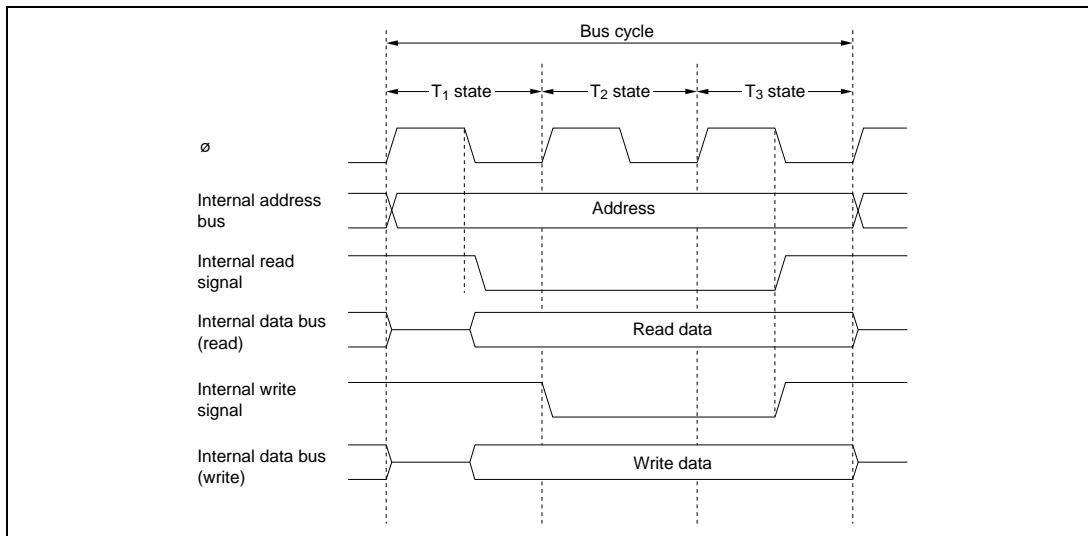 Bus cycle
T1 state T2 state T3 state
ø
Internal address
bus
Address
Internal read
signal
Internal data bus
(read)
Read data
Internal write
signal
Internal data bus
(write)
Write data